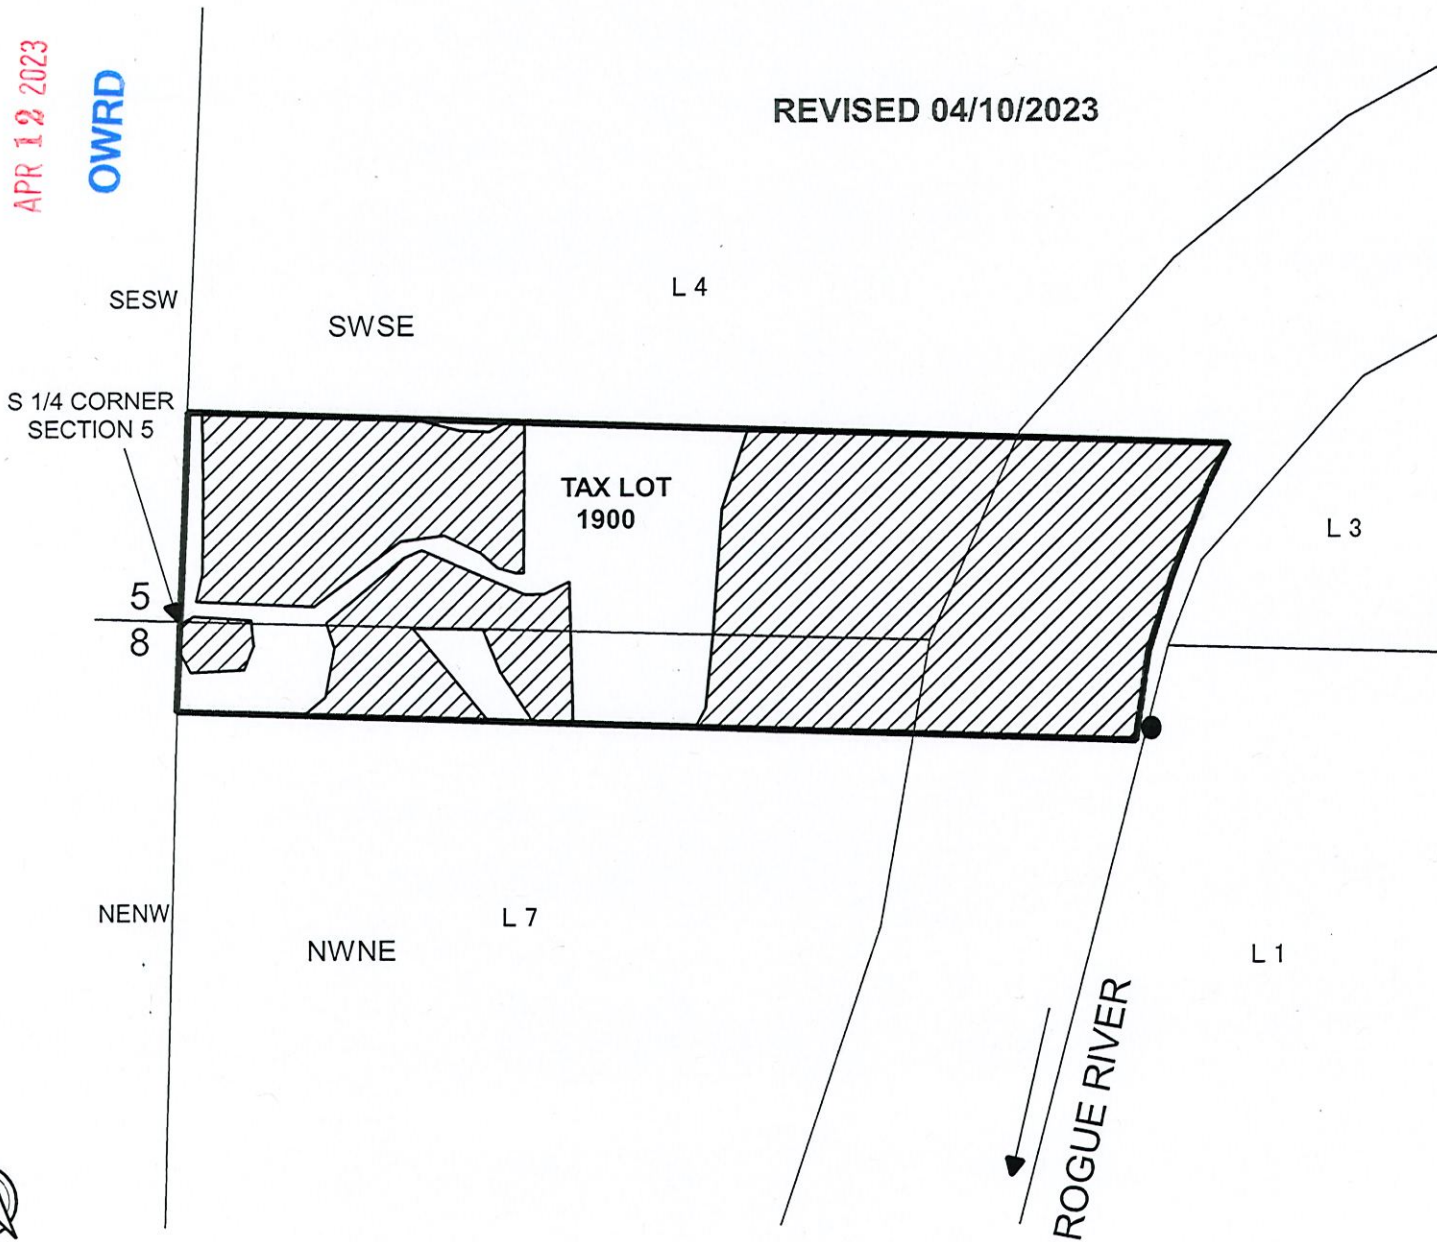 APR 12 2023
OWRD
REVISED 04/10/2023
L 4
SESW
SWSE
S 1/4 CORNER
SECTION 5
TAX LOT
1900
L 3
5
8
NENW
L 7
NWNE
L 1
ROGUE RIVER